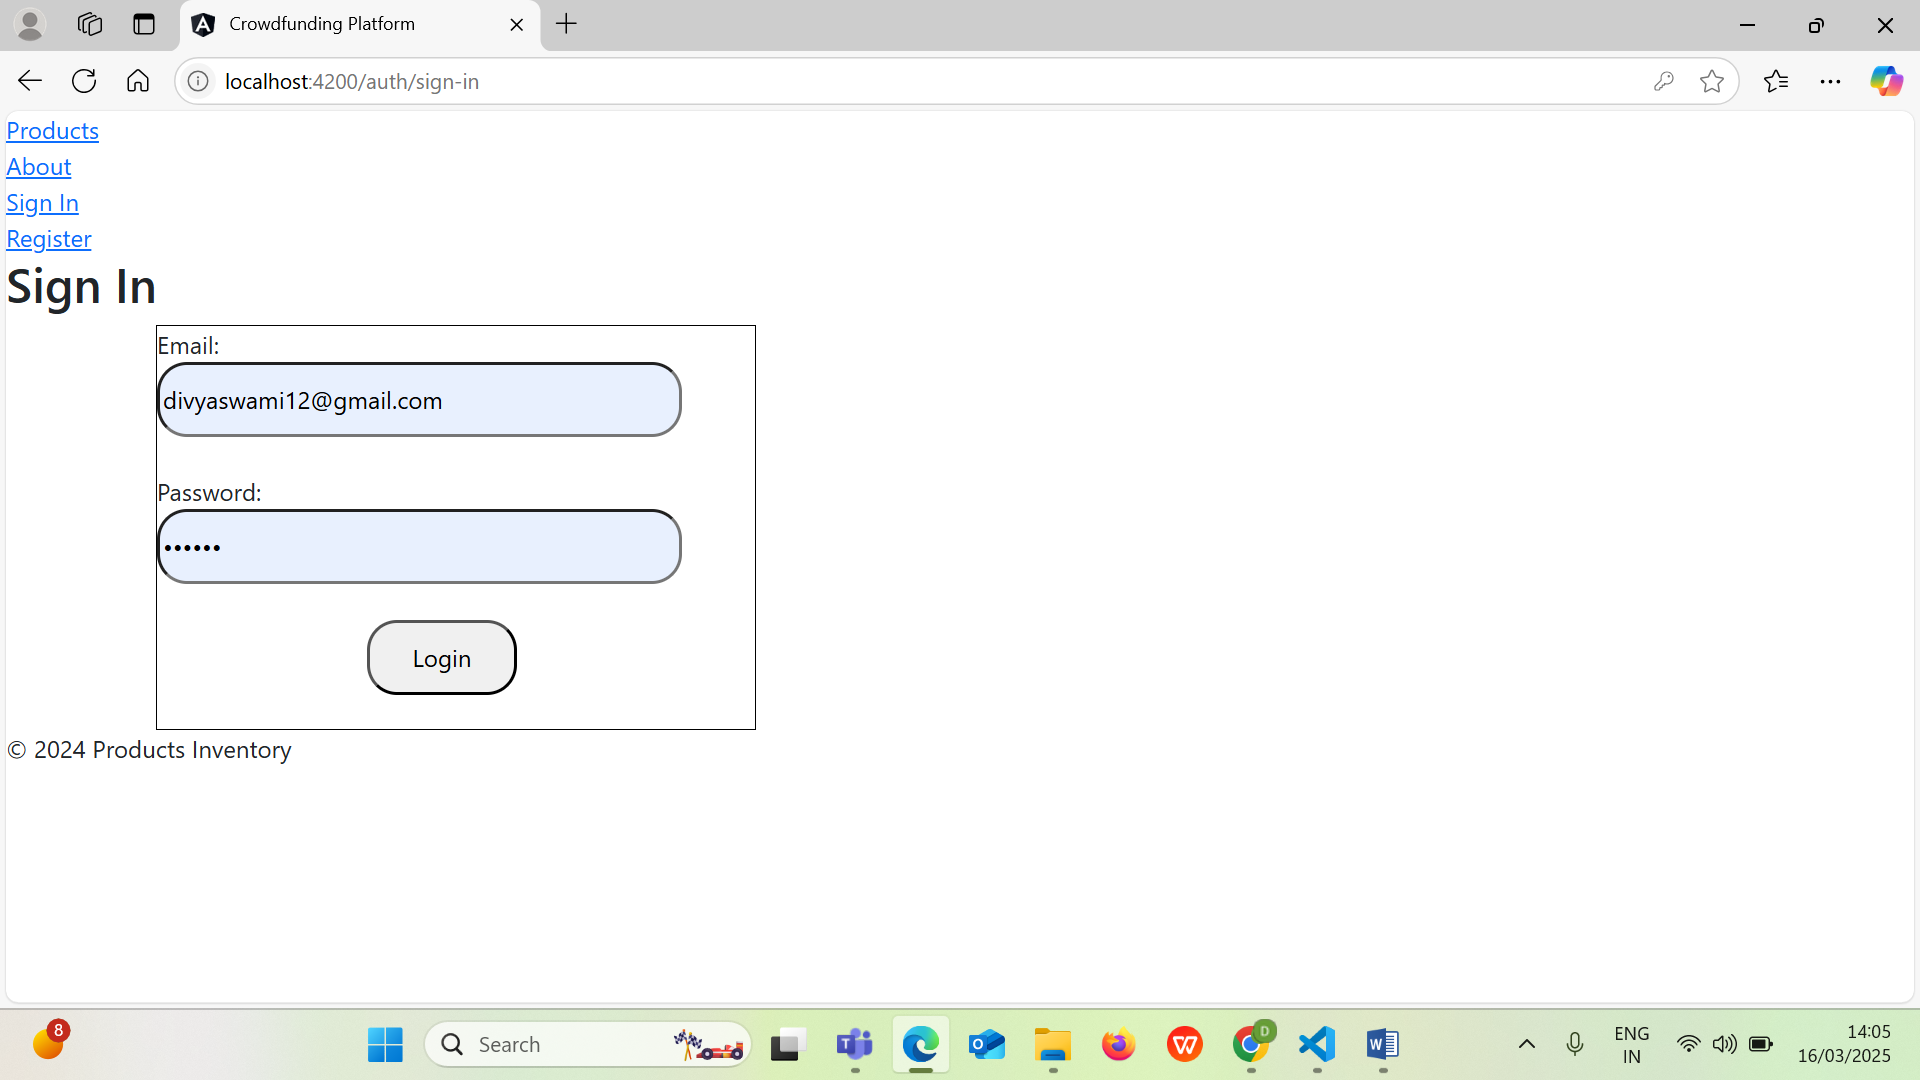 Crowdfunding Platform
localhost:4200/auth/sign-in
Products
About
Sign In
Register
Sign In
Email:
divyaswami12@gmail.com
Password:
••••••
Login
© 2024 Products Inventory
8
Search
D
ENG
IN
14:05
16/03/2025